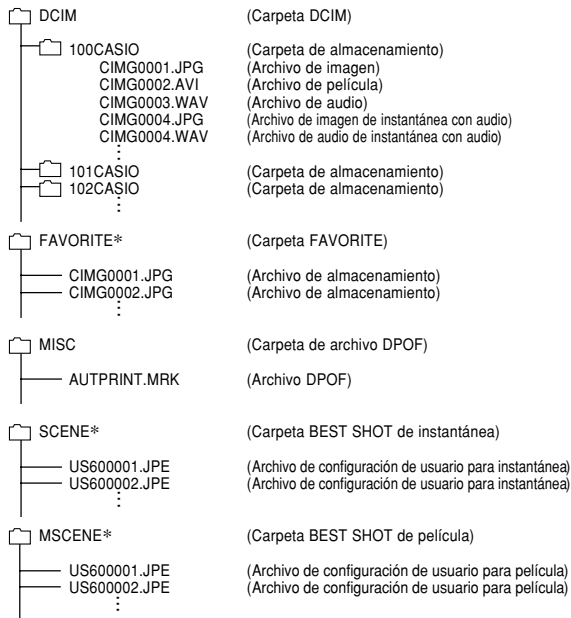 DCIM (Carpeta DCIM)
100CASIO (Carpeta de almacenamiento)
CIMG0001.JPG (Archivo de imagen)
CIMG0002.AVI (Archivo de película)
CIMG0003.WAV (Archivo de audio)
CIMG0004.JPG (Archivo de imagen de instantánea con audio)
CIMG0004.WAV (Archivo de audio de instantánea con audio)
101CASIO (Carpeta de almacenamiento)
102CASIO (Carpeta de almacenamiento)
FAVORITE* (Carpeta FAVORITE)
CIMG0001.JPG (Archivo de almacenamiento)
CIMG0002.JPG (Archivo de almacenamiento)
MISC (Carpeta de archivo DPOF)
AUTPRINT.MRK (Archivo DPOF)
SCENE* (Carpeta BEST SHOT de instantánea)
US600001.JPE (Archivo de configuración de usuario para instantánea)
US600002.JPE (Archivo de configuración de usuario para instantánea)
MSCENE* (Carpeta BEST SHOT de película)
US600001.JPE (Archivo de configuración de usuario para película)
US600002.JPE (Archivo de configuración de usuario para película)